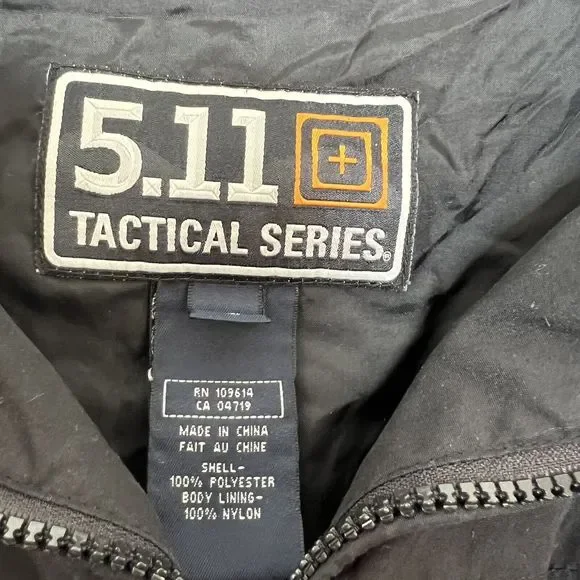 5.11
TACTICAL SERIES®
RN 109614
CA 04719
MADE IN CHINA
FAIT AU CHINE
SHELL-
100% POLYESTER
BODY LINING-
100% NYLON